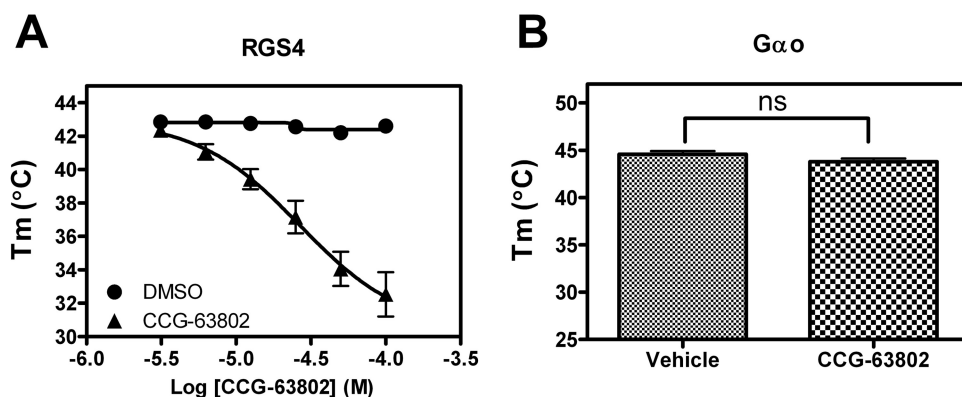 A
RGS4
Tm (°C)
44
42
40
38
36
34
32
30
DMSO
CCG-63802
-6.0 -5.5 -5.0 -4.5 -4.0 -3.5
Log [CCG-63802] (M)
B
Gαo
Tm (°C)
50
45
40
35
30
25
ns
Vehicle CCG-63802